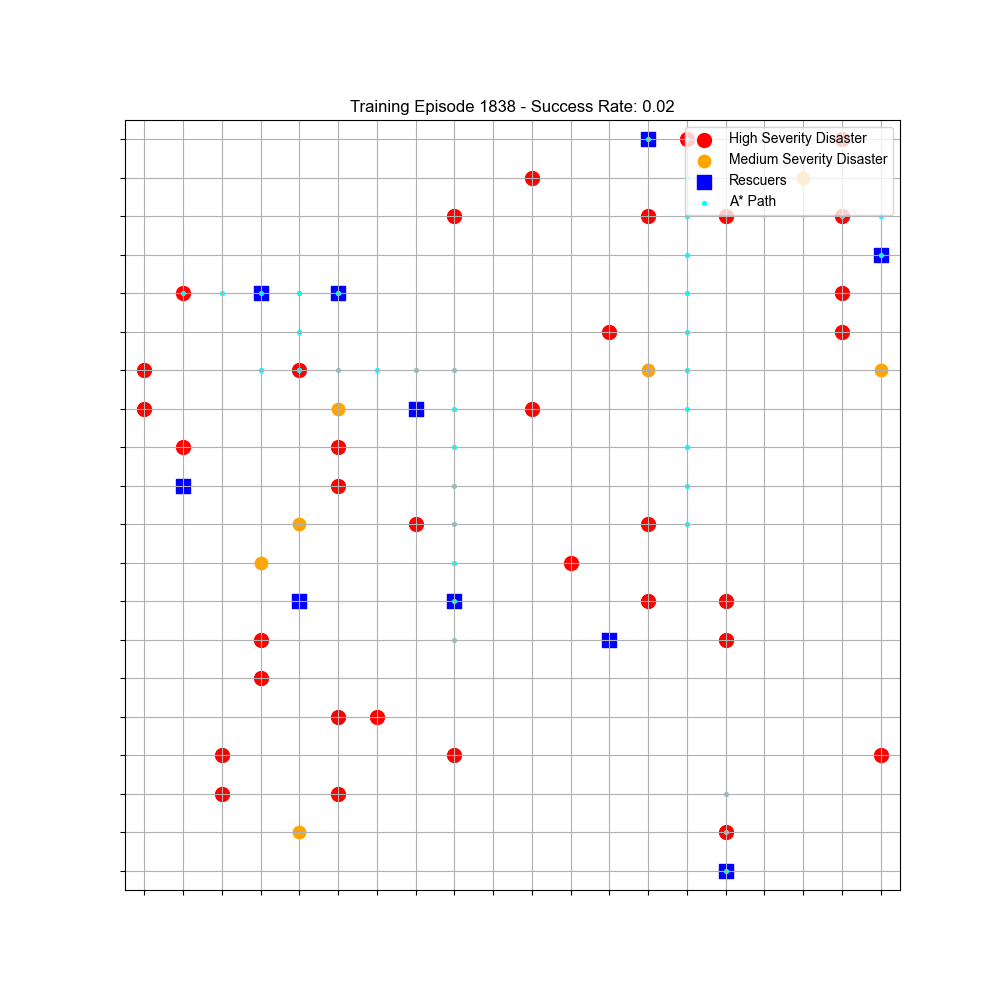 Training Episode 1838 - Success Rate: 0.02
High Severity Disaster
Medium Severity Disaster
Rescuers
A* Path